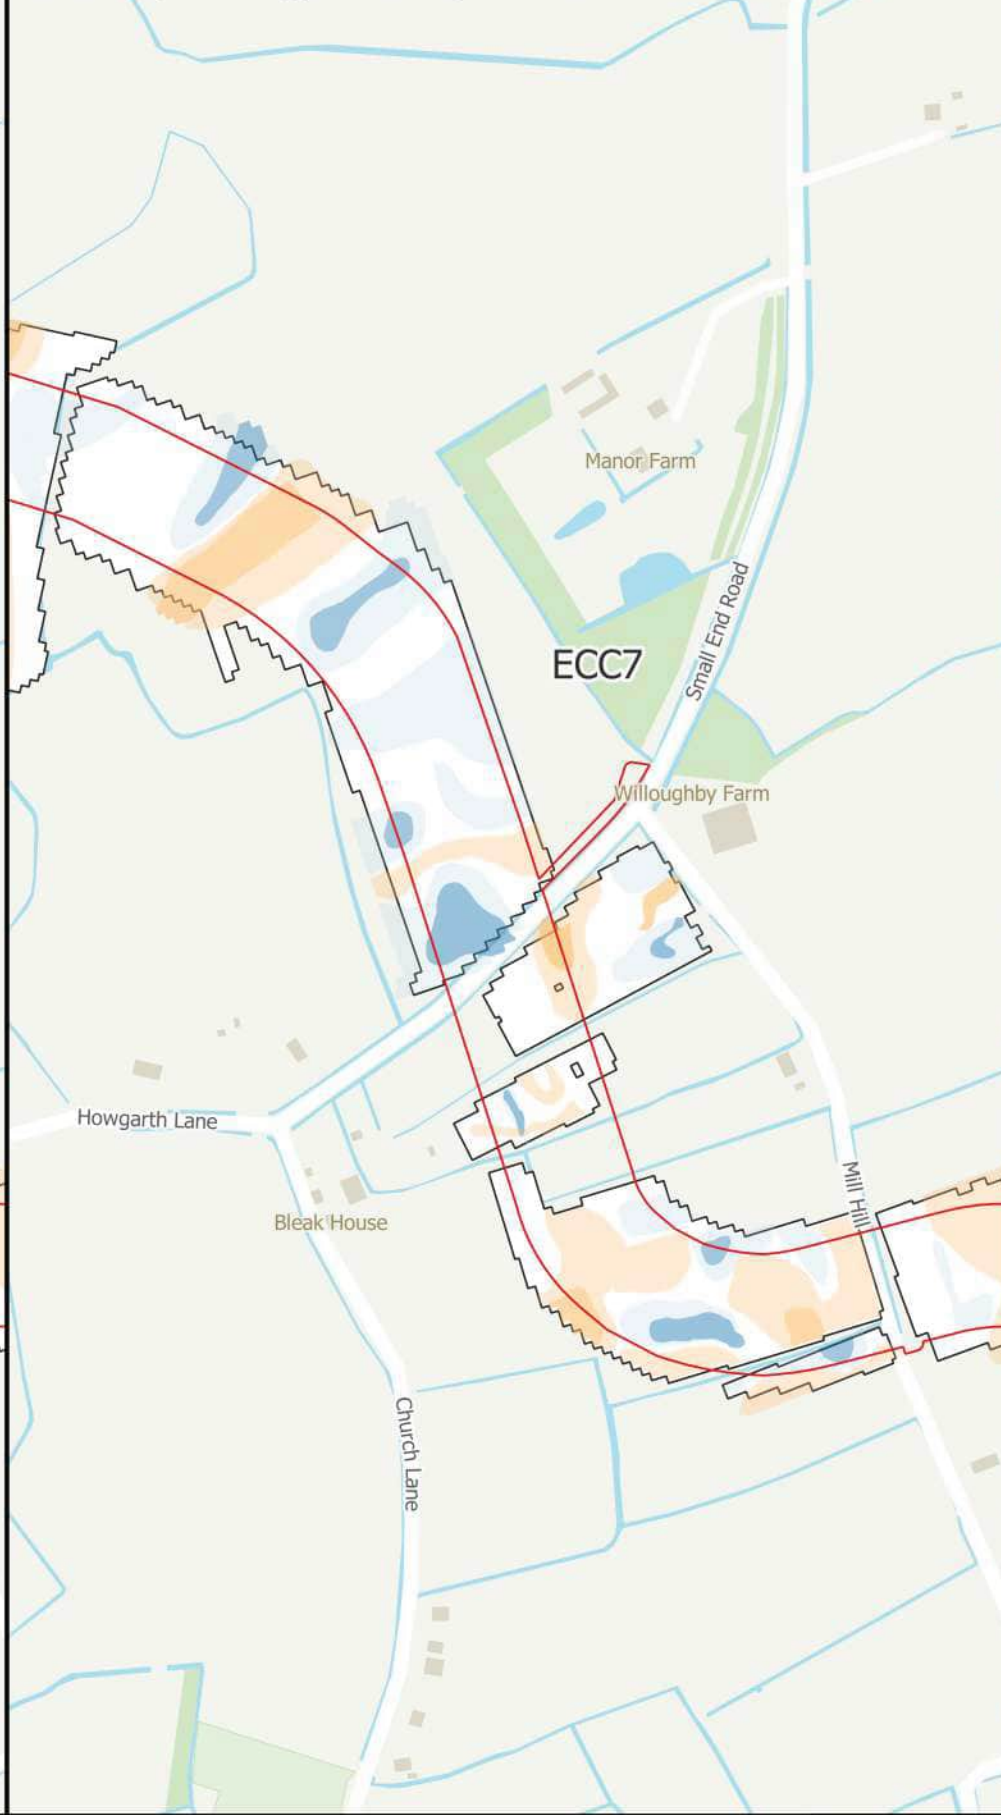 Manor Farm
Small End Road
ECC7
Willoughby Farm
Howgarth Lane
Mill Hill
Bleak House
Church Lane